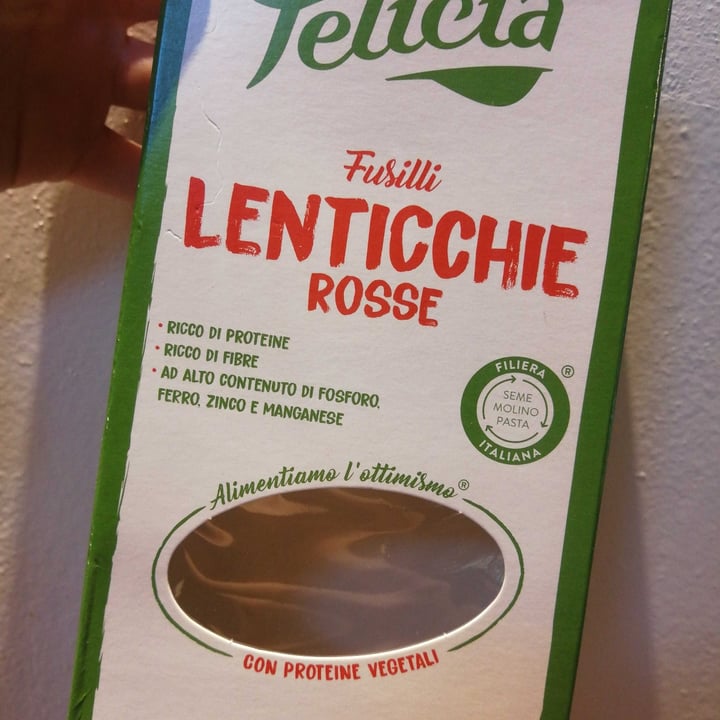 Felicia
Fusilli
LENTICCHIE
ROSSE
• RICCO DI PROTEINE
• RICCO DI FIBRE
• AD ALTO CONTENUTO DI FOSFORO,
FERRO, ZINCO E MANGANESE
FILIERA ®
SEME
MOLINO
PASTA
ITALIANA
Alimentiamo l'ottimismo®
CON PROTEINE VEGETALI